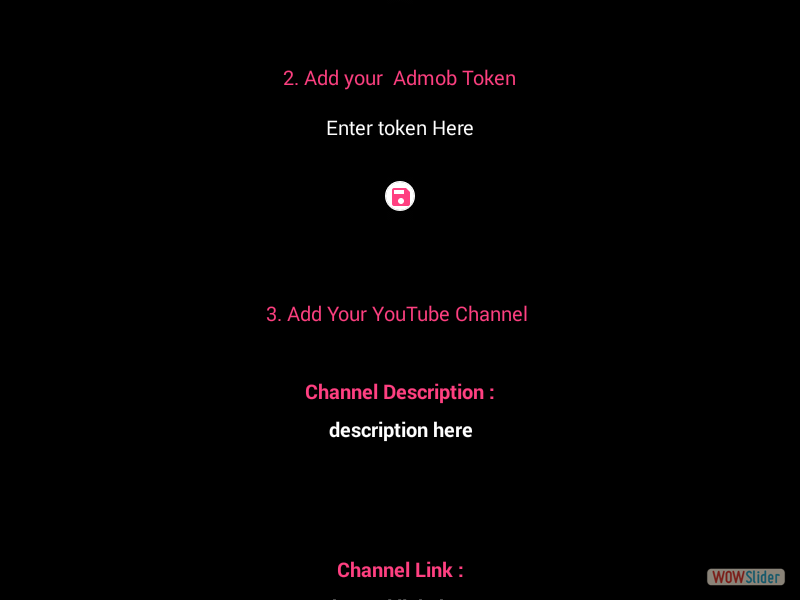 2. Add your  Admob Token
Enter token Here
3. Add Your YouTube Channel
Channel Description :
description here
Channel Link :
WOWSlider